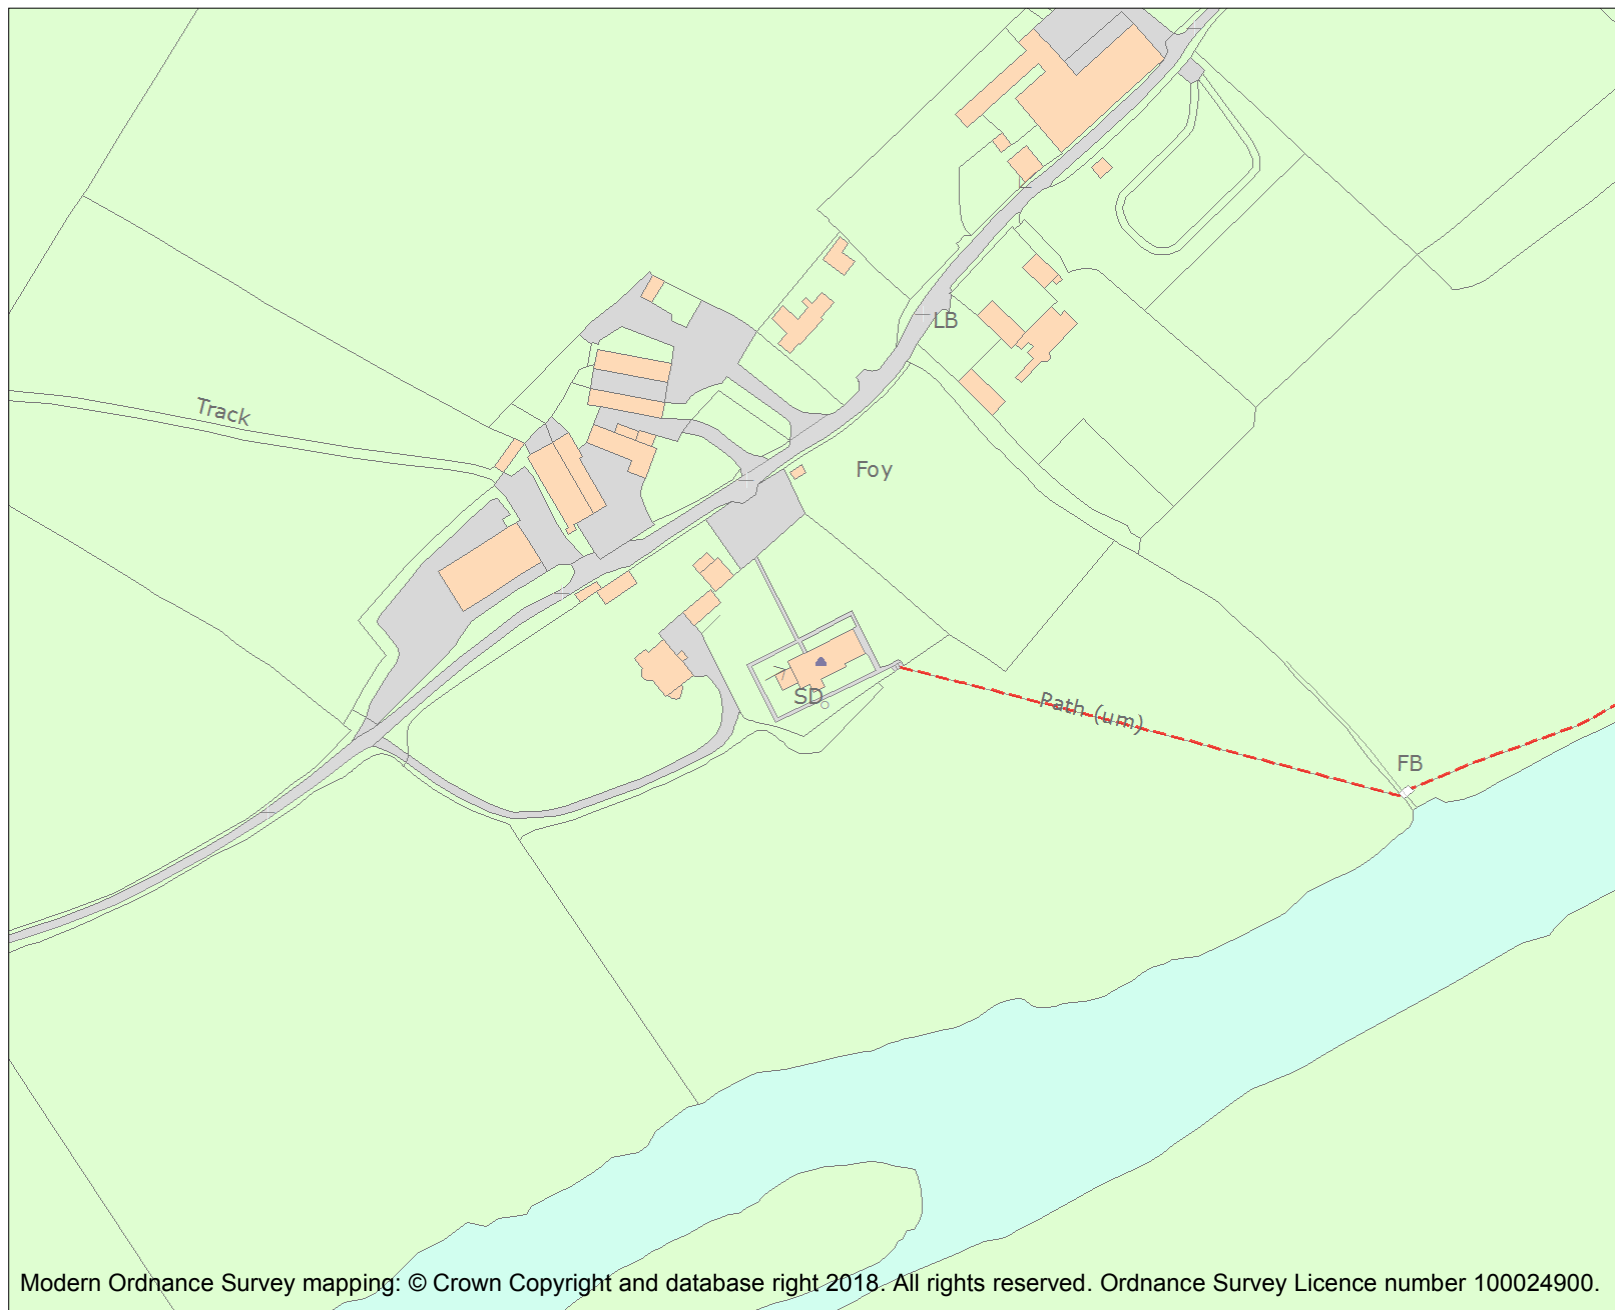 LB
Track
Foy
SD
Path (um)
FB
Modern Ordnance Survey mapping: © Crown Copyright and database right 2018. All rights reserved. Ordnance Survey Licence number 100024900.